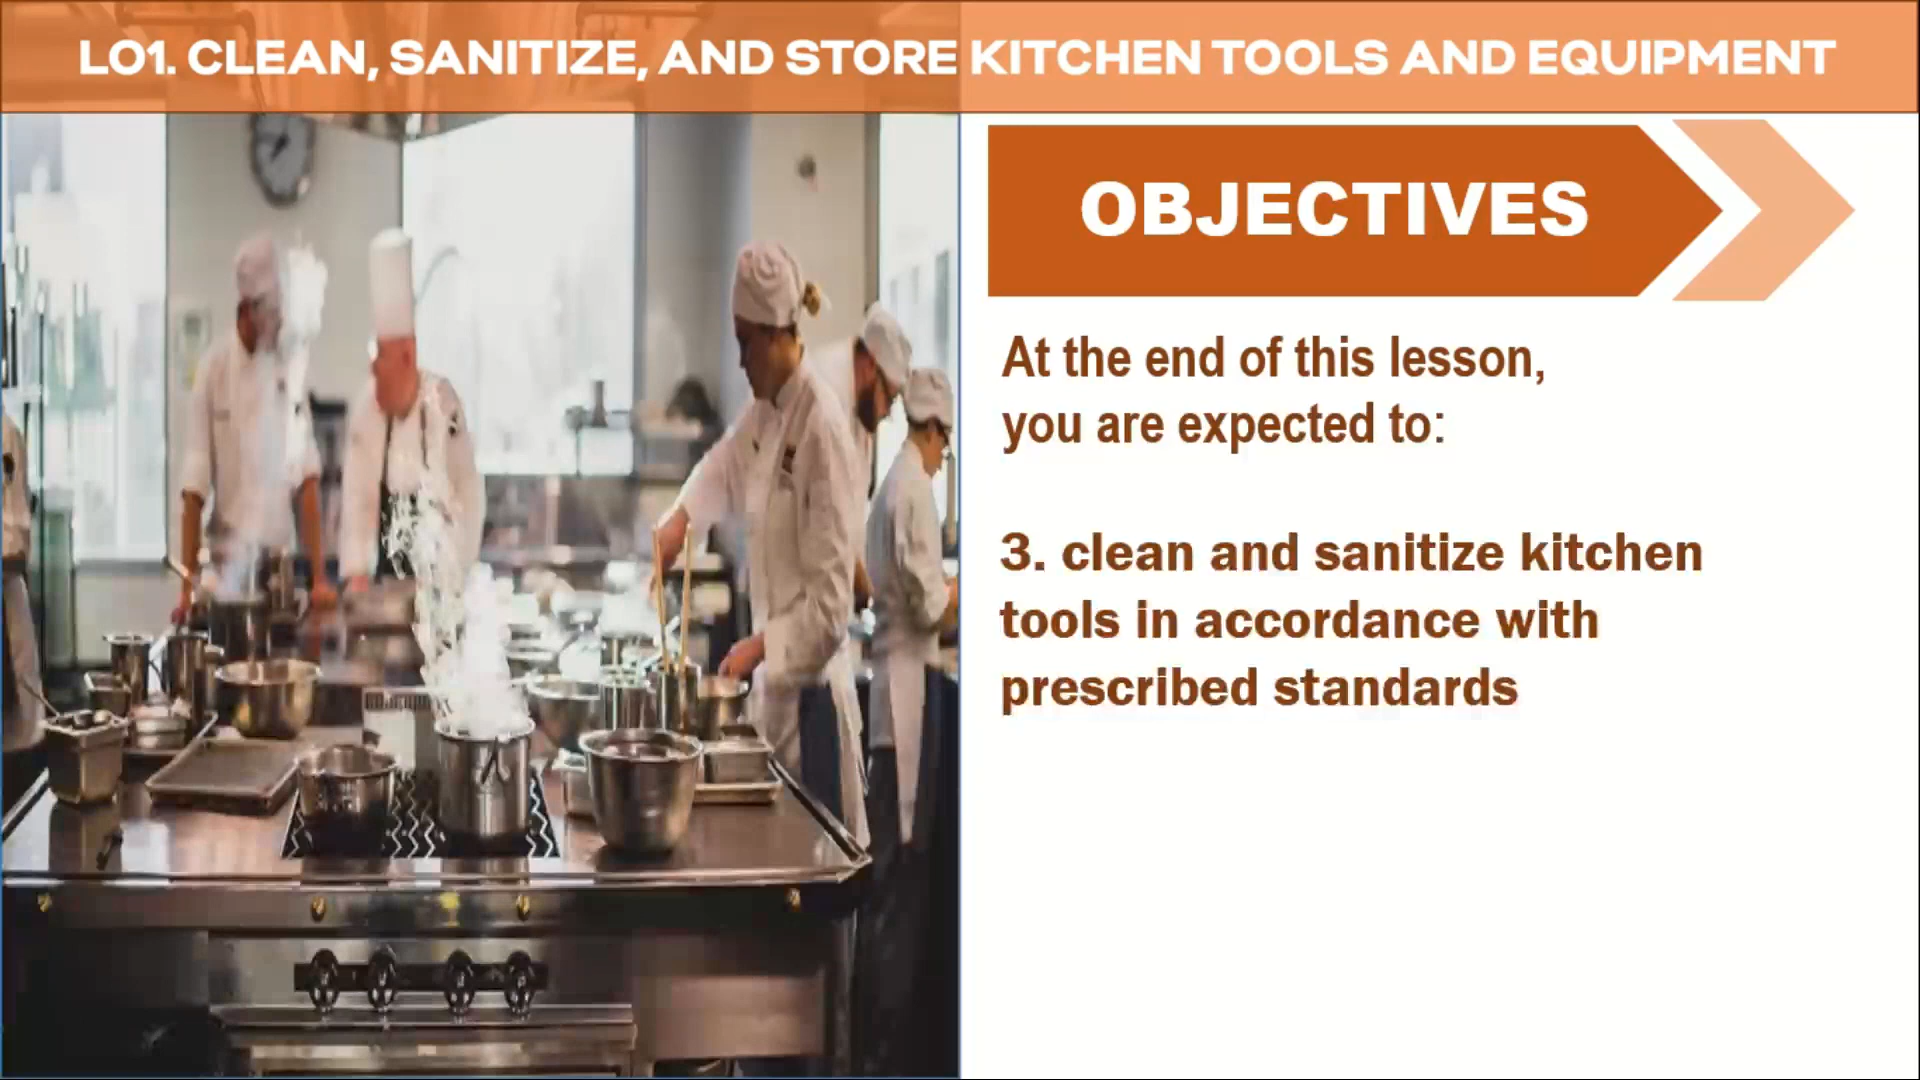 LO1. CLEAN, SANITIZE, AND STORE KITCHEN TOOLS AND EQUIPMENT
OBJECTIVES
At the end of this lesson,
you are expected to:
3. clean and sanitize kitchen
tools in accordance with
prescribed standards